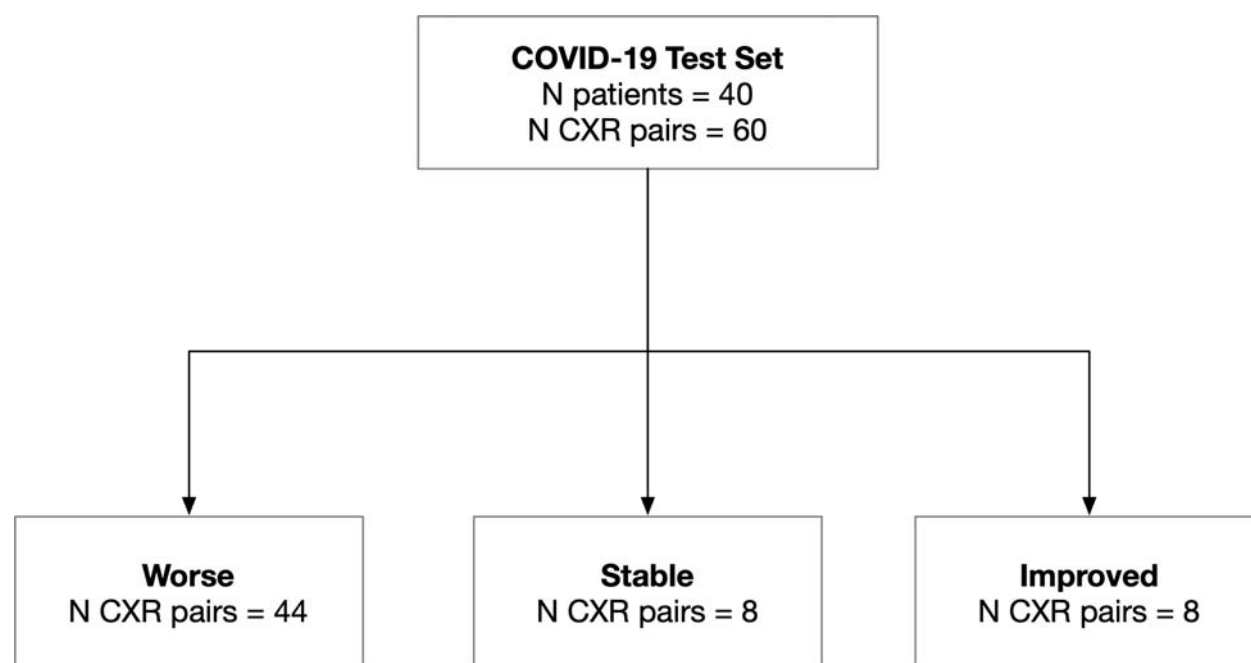 COVID-19 Test Set
N patients = 40
N CXR pairs = 60
Worse
N CXR pairs = 44
Stable
N CXR pairs = 8
Improved
N CXR pairs = 8